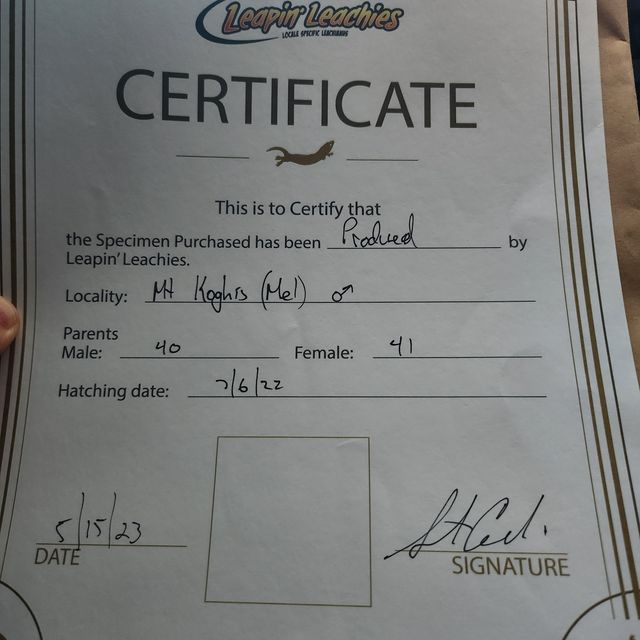 Leapin' Leachies
LOCALE SPECIFIC LEACHIANUS
CERTIFICATE
This is to Certify that
the Specimen Purchased has been Produced by
Leapin' Leachies.
Locality: Mt Koghis (Mel) ♂
Parents
Male: 40 Female: 41
Hatching date: 7/6/22
5/15/23
DATE
SIGNATURE